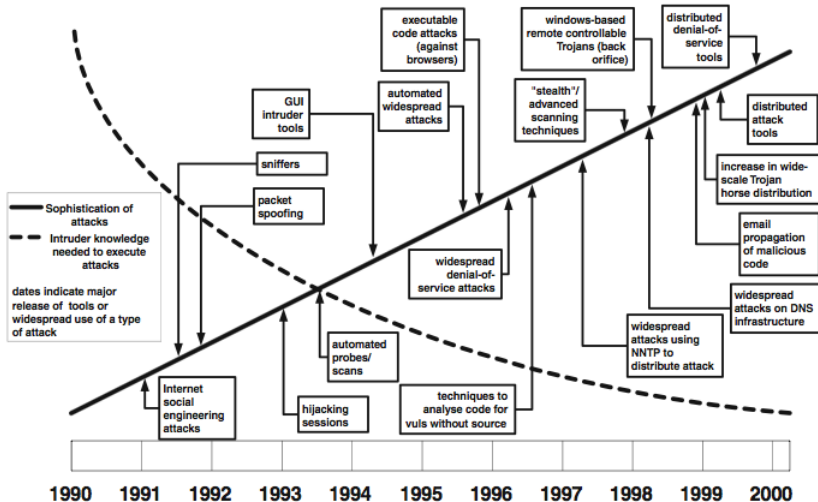 executable
code attacks
(against
browsers)
windows-based
remote controllable
Trojans (back
orifice)
distributed
denial-of-
service
tools
GUI
intruder
tools
automated
widespread
attacks
"stealth"/
advanced
scanning
techniques
distributed
attack
tools
sniffers
increase in wide-
scale Trojan
horse distribution
packet
spoofing
Sophistication of
attacks
Intruder knowledge
needed to execute
attacks
dates indicate major
release of tools or
widespread use of a type
of attack
email
propagation
of malicious
code
widespread
denial-of-
service attacks
widespread
attacks on DNS
infrastructure
automated
probes/
scans
widespread
attacks using
NNTP to
distribute attack
Internet
social
engineering
attacks
hijacking
sessions
techniques to
analyse code for
vuls without source
1990 1991 1992 1993 1994 1995 1996 1997 1998 1999 2000